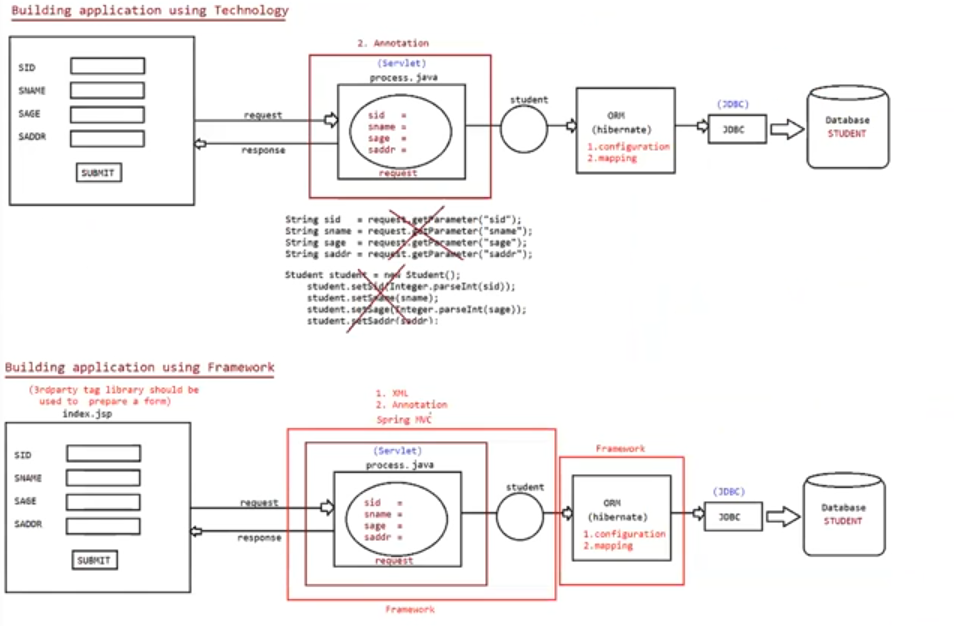 Building application using Technology
2. Annotation
(Servlet)
process.java
SID
SNAME
SAGE
SADDR
SUBMIT
request
response
sid =
sname =
sage =
saddr =
request
student
ORM
(hibernate)
1.configuration
2.mapping
(JDBC)
JDBC
Database
STUDENT
String sid = request.getParameter("sid");
String sname = request.getParameter("sname");
String sage = request.getParameter("sage");
String saddr = request.getParameter("saddr");
Student student = new Student();
student.setSid(Integer.parseInt(sid));
student.setSname(sname);
student.setSage(Integer.parseInt(sage));
student.setSaddr(saddr);
Building application using Framework
(3rdparty tag library should be
used to prepare a form)
index.jsp
1. XML
2. Annotation
Spring MVC
(Servlet)
process.java
SID
SNAME
SAGE
SADDR
SUBMIT
request
response
sid =
sname =
sage =
saddr =
request
student
Framework
Framework
ORM
(hibernate)
1.configuration
2.mapping
(JDBC)
JDBC
Database
STUDENT